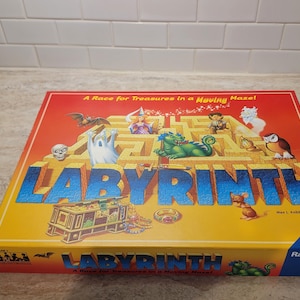 A Race for Treasures in a Moving Maze!
LABYRINTH
LABYRINTH